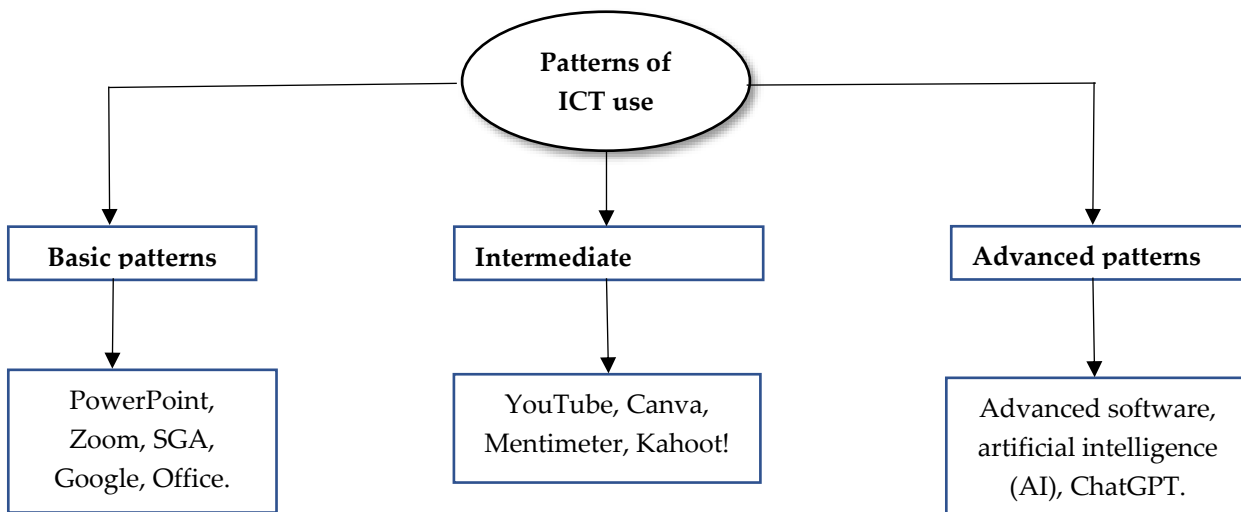 Patterns of
ICT use
Basic patterns
Intermediate
Advanced patterns
PowerPoint,
Zoom, SGA,
Google, Office.
YouTube, Canva,
Mentimeter, Kahoot!
Advanced software,
artificial intelligence
(AI), ChatGPT.